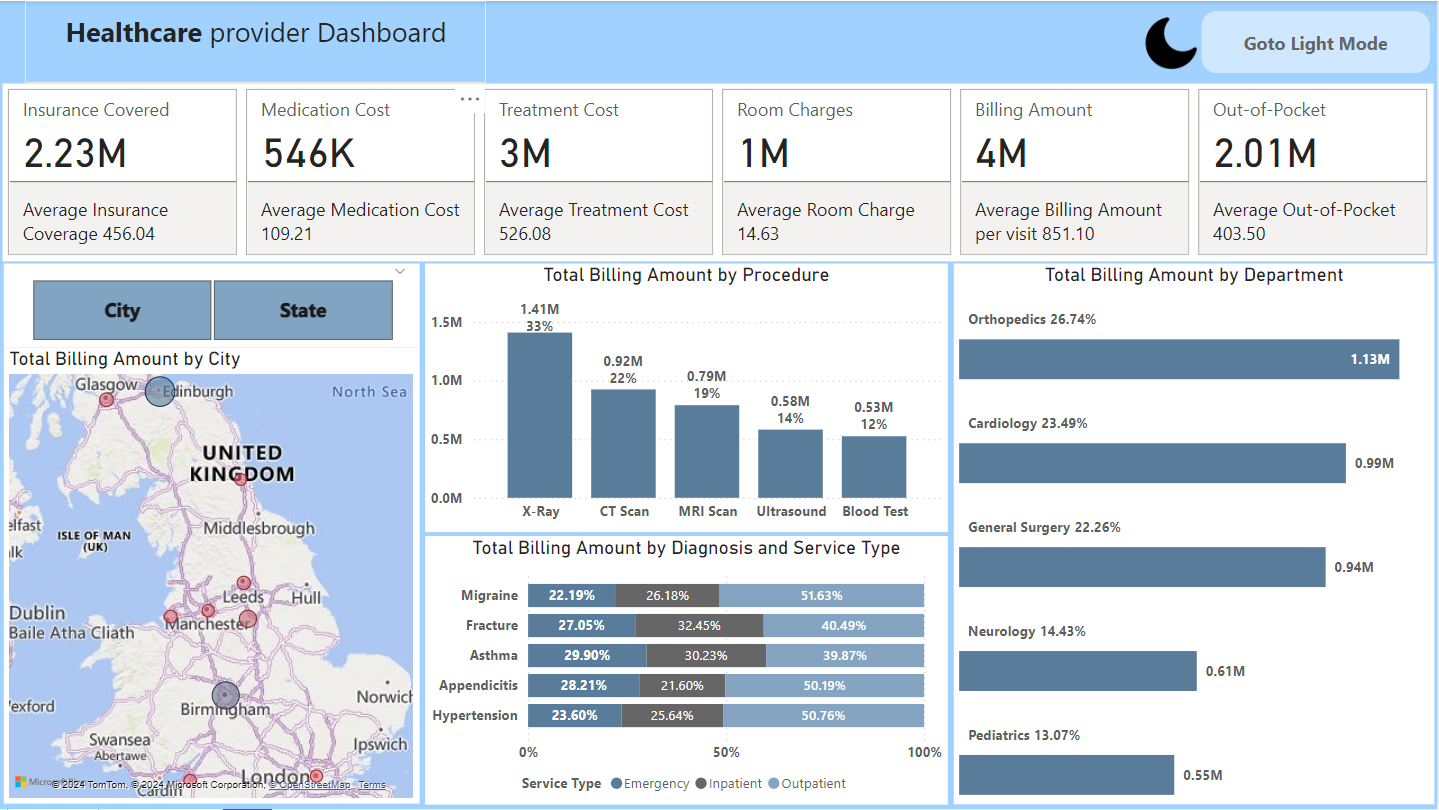 Healthcare provider Dashboard
Goto Light Mode
Insurance Covered
2.23M
Average Insurance
Coverage 456.04
Medication Cost
546K
Average Medication Cost
109.21
Treatment Cost
3M
Average Treatment Cost
526.08
Room Charges
1M
Average Room Charge
14.63
Billing Amount
4M
Average Billing Amount
per visit 851.10
Out-of-Pocket
2.01M
Average Out-of-Pocket
403.50
City
State
Total Billing Amount by City
Glasgow
Edinburgh
North Sea
UNITED
KINGDOM
Middlesbrough
elfast
ISLE OF MAN
(UK)
lk
Leeds
Hull
Dublin
Baile Atha Cliath
Manchester
Norwich
Birmingham
exford
Swansea
Abertawe
Ipswich
London
Cardiff
© 2024 TomTom, © 2024 Microsoft Corporation, © OpenStreetMap Terms
Total Billing Amount by Procedure
1.5M
1.0M
0.5M
0.0M
1.41M
33%
0.92M
22%
0.79M
19%
0.58M
14%
0.53M
12%
X-Ray
CT Scan
MRI Scan
Ultrasound
Blood Test
Total Billing Amount by Diagnosis and Service Type
Migraine 22.19% 26.18% 51.63%
Fracture 27.05% 32.45% 40.49%
Asthma 29.90% 30.23% 39.87%
Appendicitis 28.21% 21.60% 50.19%
Hypertension 23.60% 25.64% 50.76%
0% 50% 100%
Service Type Emergency Inpatient Outpatient
Total Billing Amount by Department
Orthopedics 26.74%
1.13M
Cardiology 23.49%
0.99M
General Surgery 22.26%
0.94M
Neurology 14.43%
0.61M
Pediatrics 13.07%
0.55M